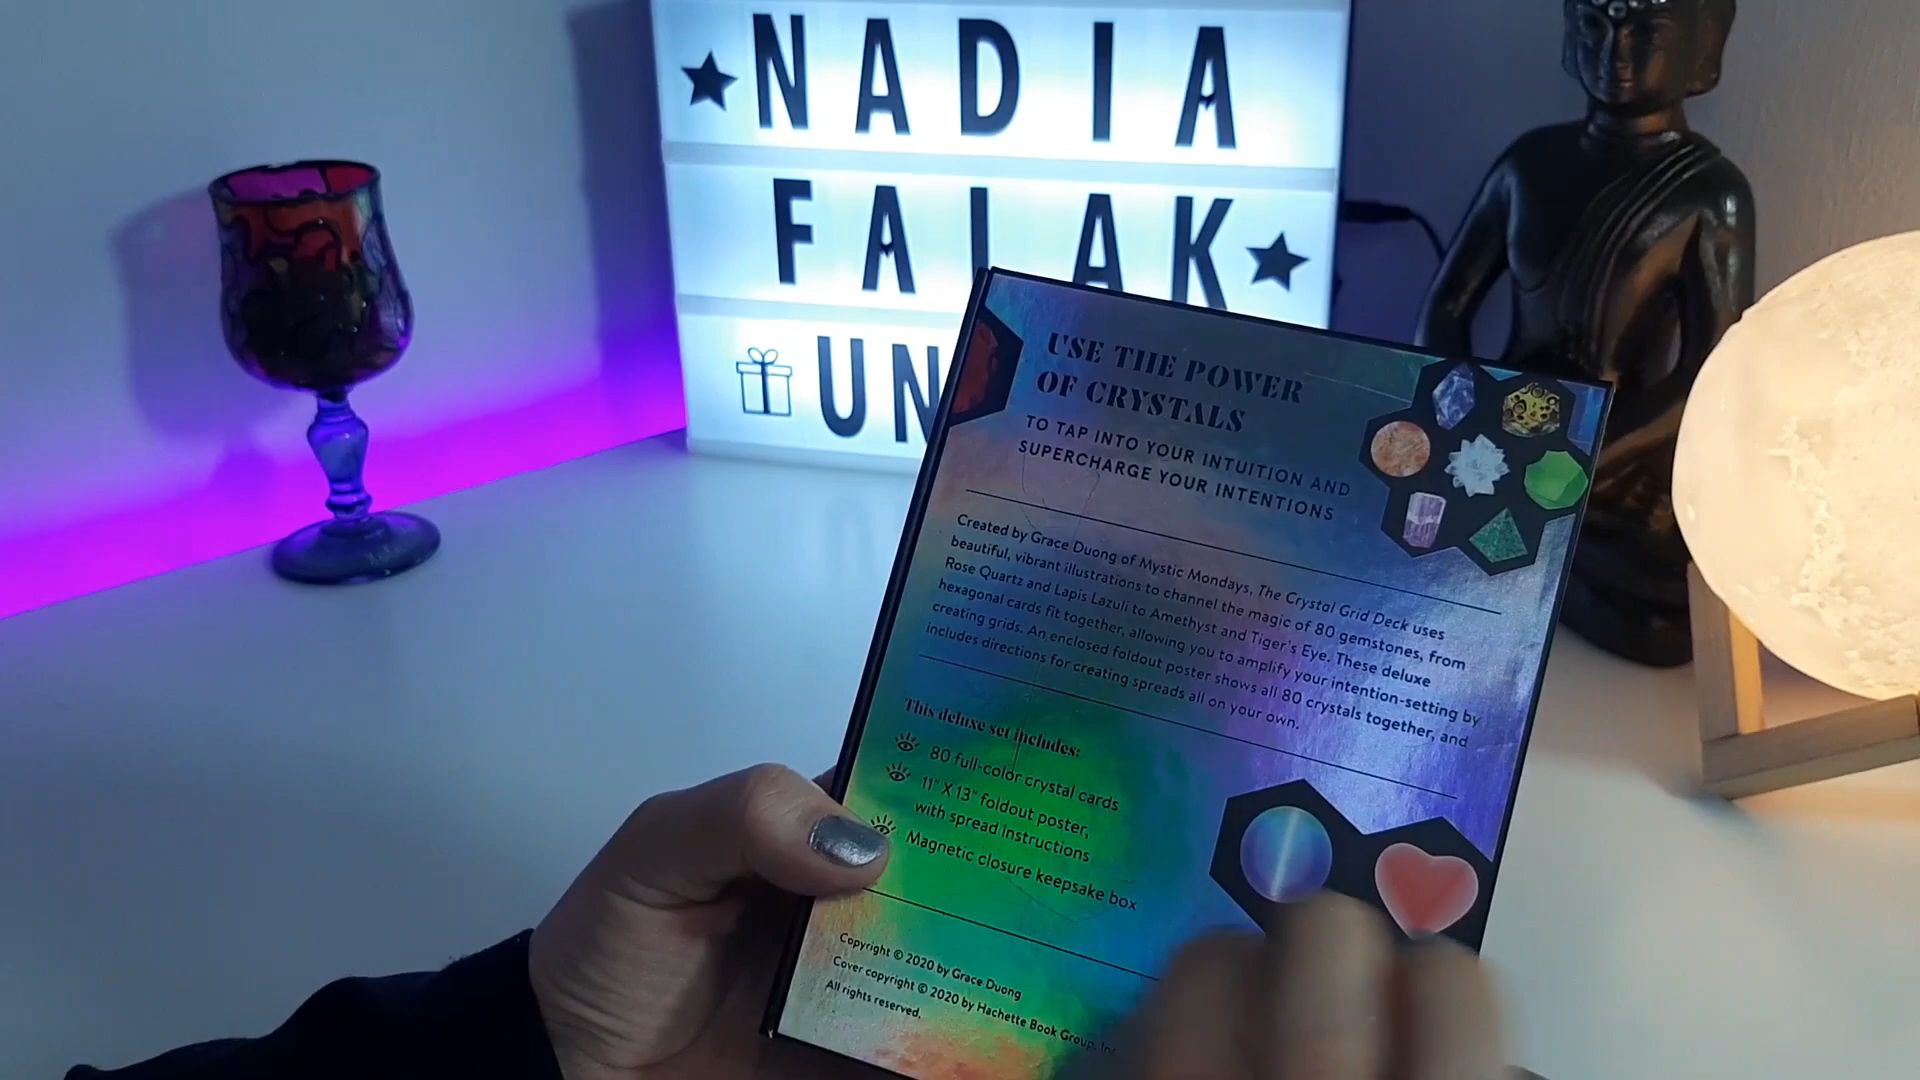 NADIA
FALAK
UN
USE THE POWER
OF CRYSTALS
TO TAP INTO YOUR INTUITION AND
SUPERCHARGE YOUR INTENTIONS
Created by Grace Duong of Mystic Mondays, The Crystal Grid Deck uses
beautiful, vibrant illustrations to channel the magic of 80 gemstones, from
Rose Quartz and Lapis Lazuli to Amethyst and Tiger's Eye. These deluxe
hexagonal cards fit together, allowing you to amplify your intention-setting by
creating grids. An enclosed foldout poster shows all 80 crystals together, and
includes directions for creating spreads all on your own.
This deluxe set includes:
80 full-color crystal cards
11" X 13" foldout poster,
with spread instructions
Magnetic closure keepsake box
Copyright © 2020 by Grace Duong
Cover copyright © 2020 by Hachette Book Group, Inc.
All rights reserved.